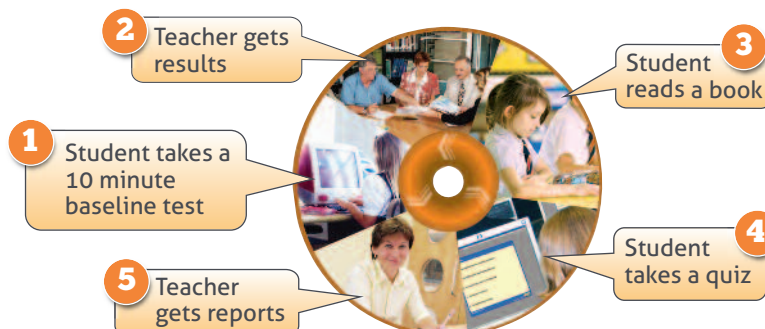 1
Student takes a
10 minute
baseline test
2
Teacher gets
results
3
Student
reads a book
4
Student
takes a quiz
5
Teacher
gets reports